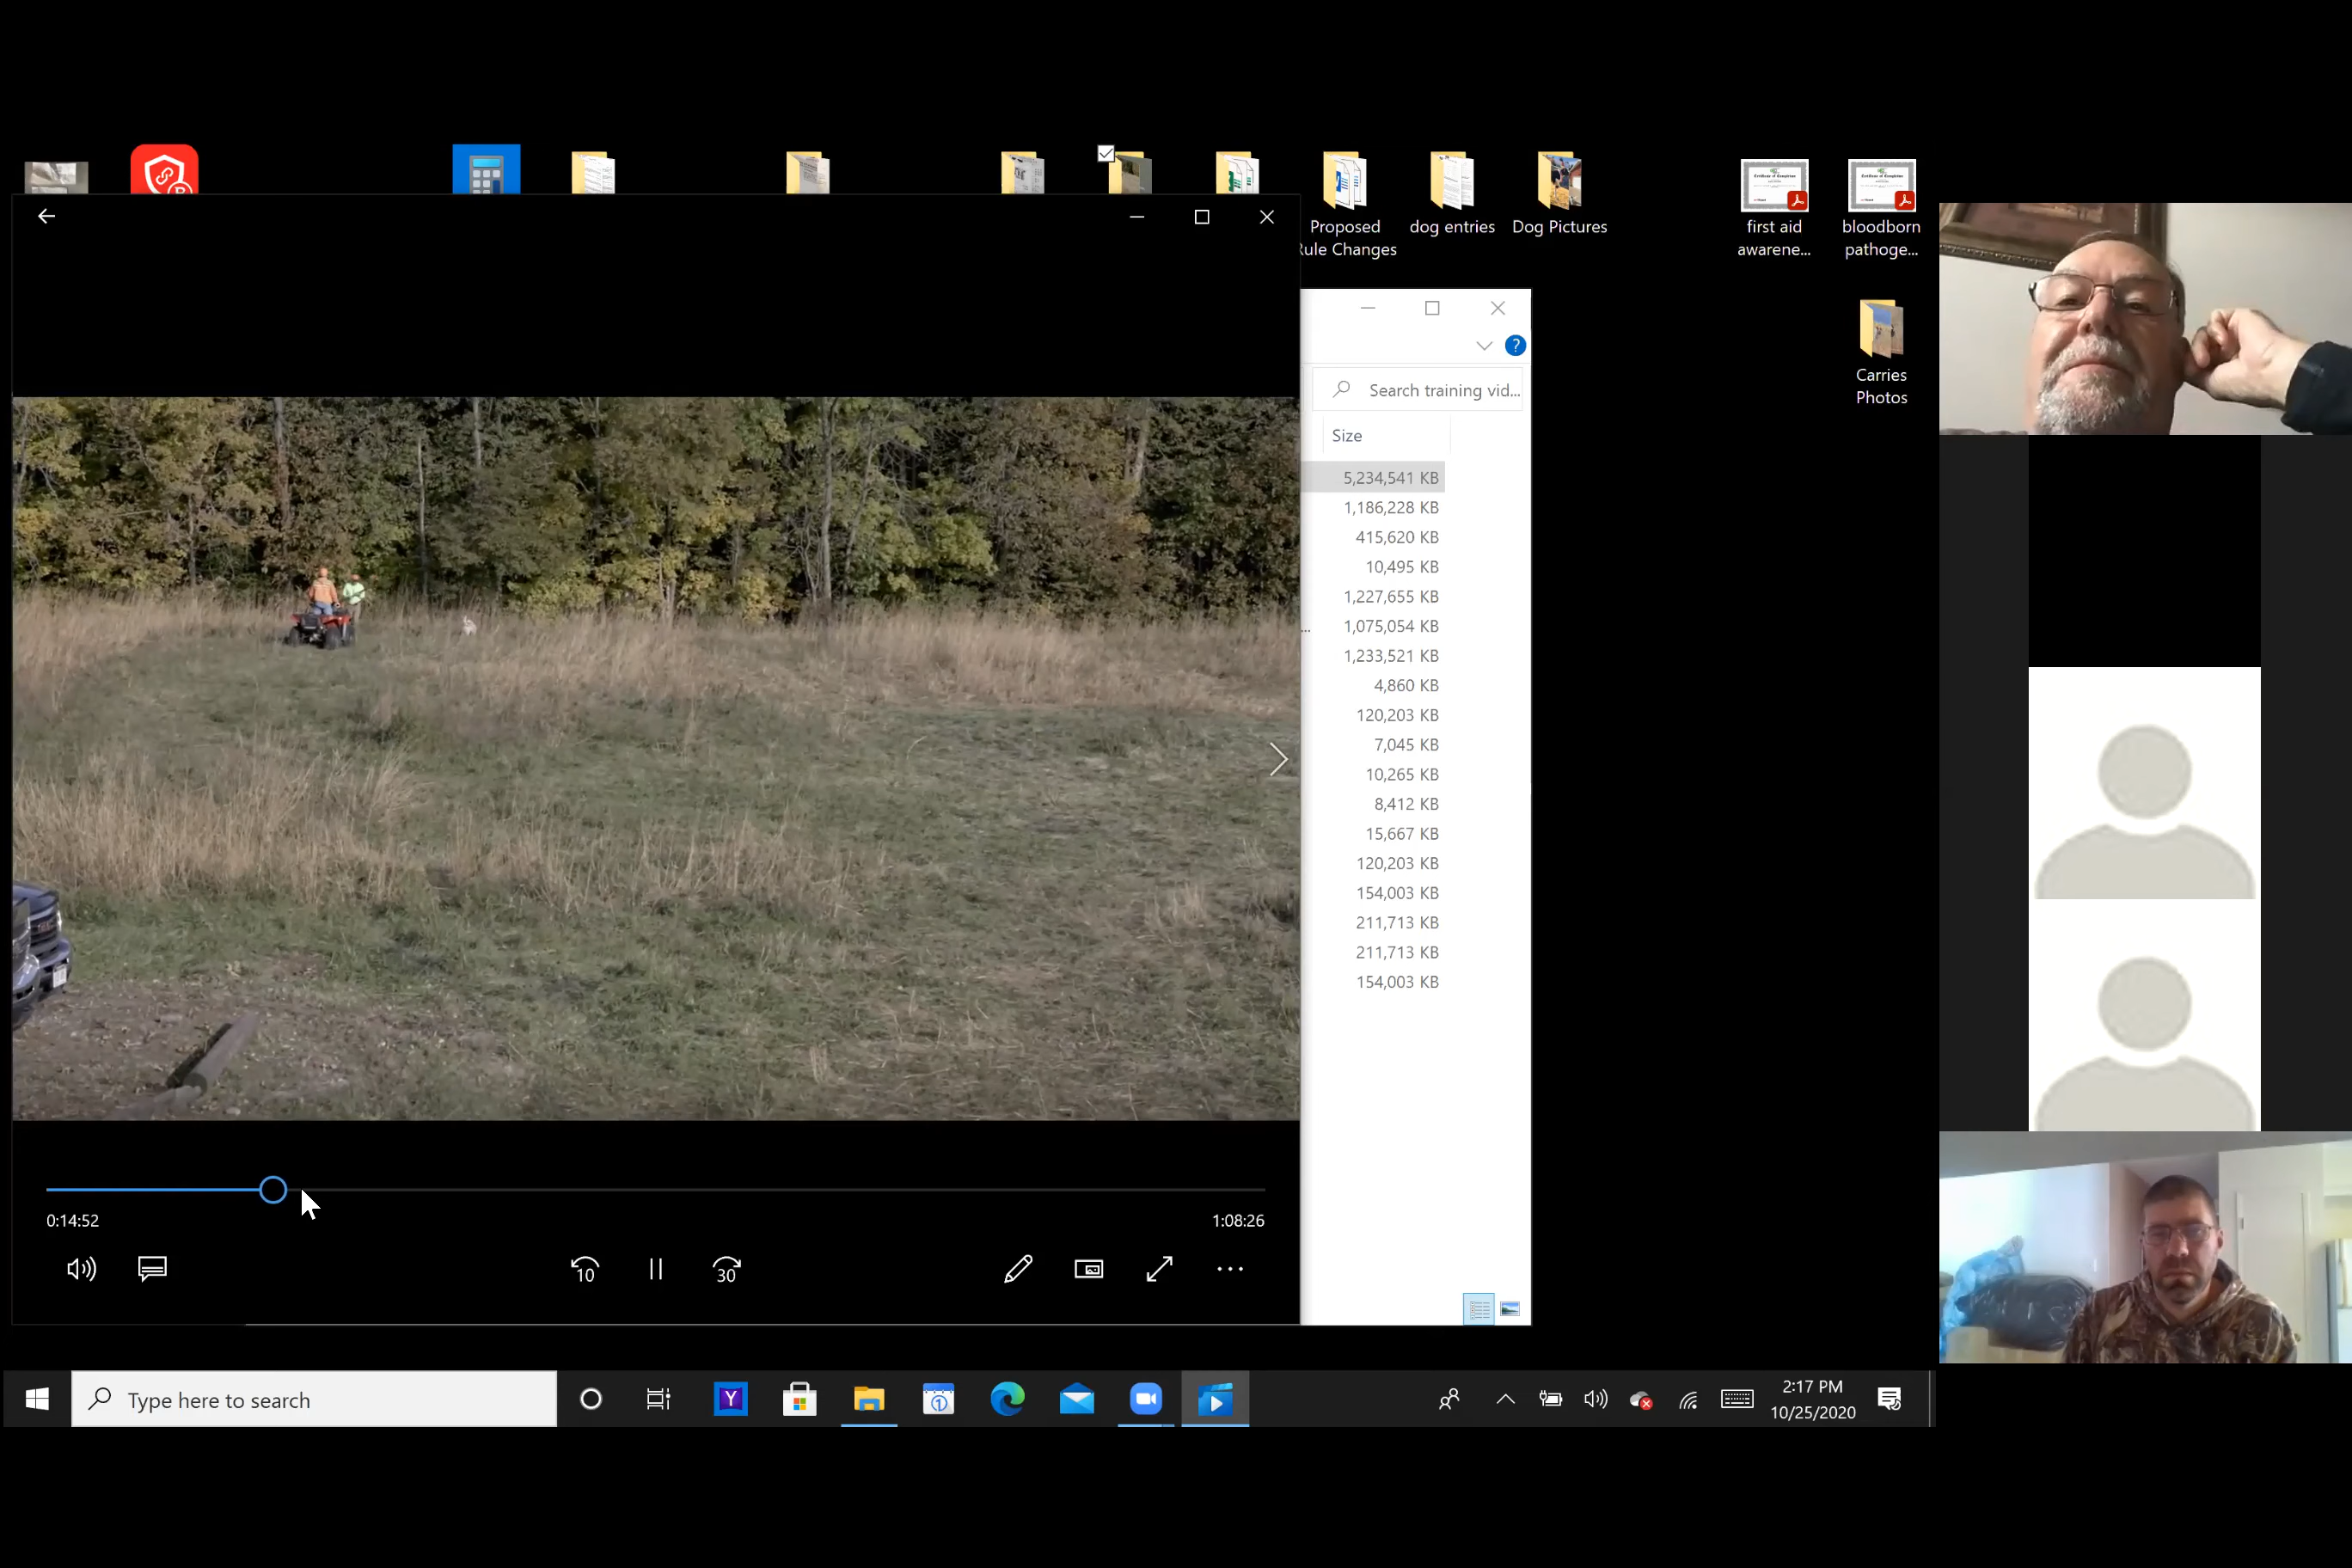 Proposed
Rule Changes
dog entries
Dog Pictures
first aid
awarene...
bloodborn
pathoge...
Carries
Photos
?
Search training vid...
Size
5,234,541 KB
1,186,228 KB
415,620 KB
10,495 KB
1,227,655 KB
...
1,075,054 KB
1,233,521 KB
4,860 KB
120,203 KB
7,045 KB
10,265 KB
8,412 KB
15,667 KB
120,203 KB
154,003 KB
211,713 KB
211,713 KB
154,003 KB
0:14:52
1:08:26
10
30
Type here to search
Y
2:17 PM
10/25/2020